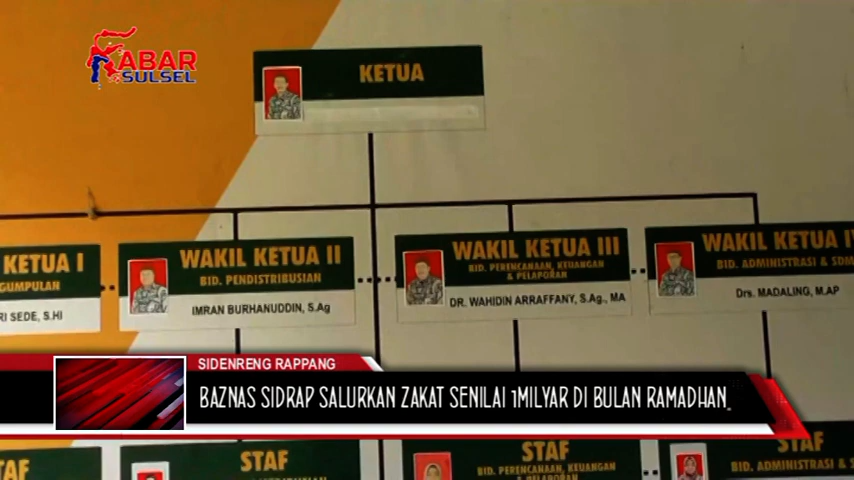 KABAR
SULSEL
KETUA
KETUA I
GUMPULAN
RI SEDE, S.HI
WAKIL KETUA II
BID. PENDISTRIBUSIAN
IMRAN BURHANUDDIN, S.Ag
WAKIL KETUA III
BID. PERENCANAAN, KEUANGAN
& PELAPORAN
DR. WAHIDIN ARRAFFANY, S.Ag., MA
WAKIL KETUA IV
BID. ADMINISTRASI & SDM
Drs. MADALING, M.AP
SIDENRENG RAPPANG
BAZNAS SIDRAP SALURKAN ZAKAT SENILAI 1MILYAR DI BULAN RAMADHAN_
TAF
STAF
STAF
BID. PERENCANAAN, KEUANGAN
& PELAPORAN
STAF
BID. ADMINISTRASI & S